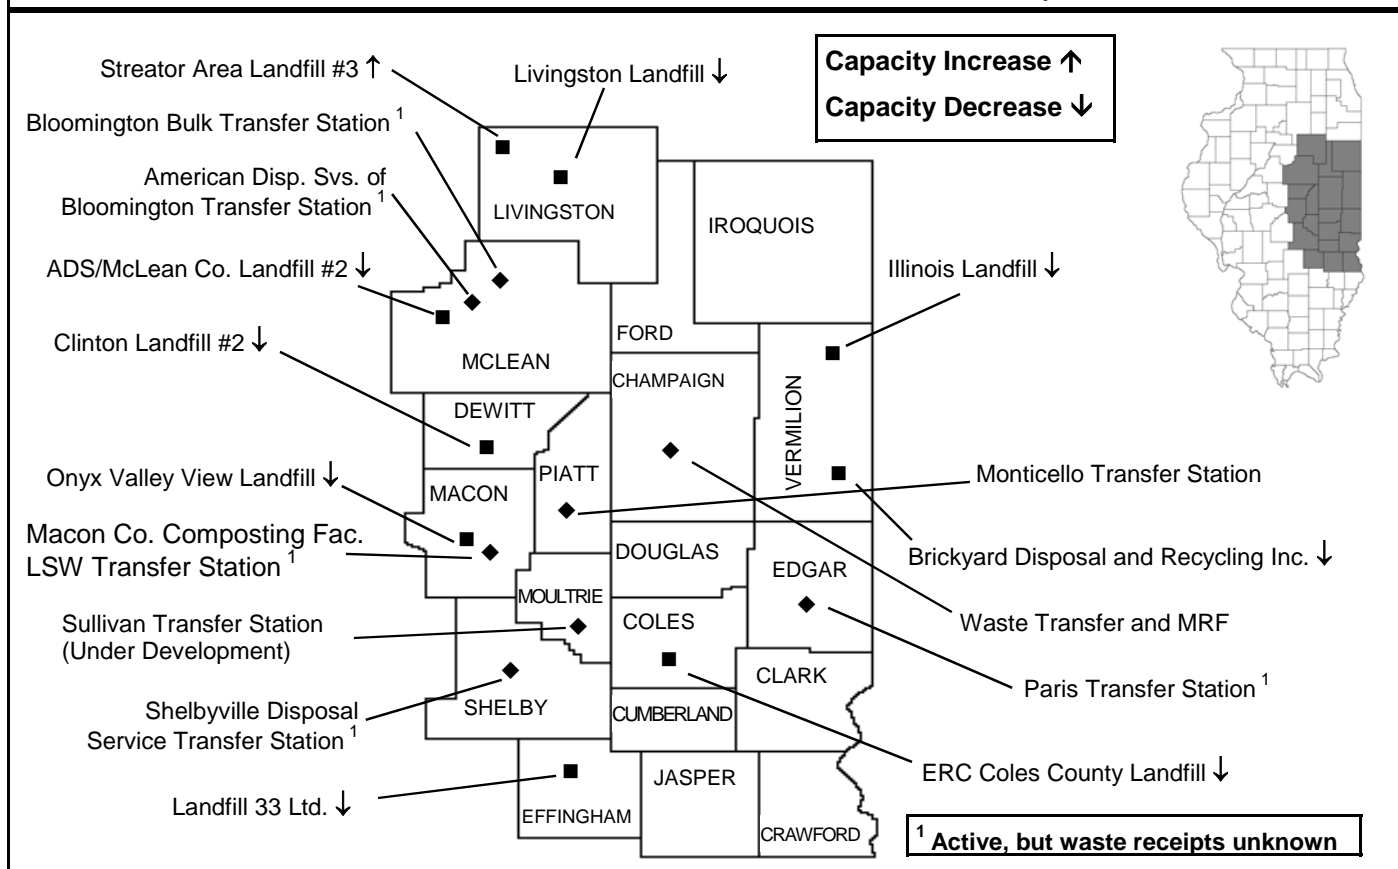 Streator Area Landfill #3 ↑
Livingston Landfill ↓
Capacity Increase ↑
Capacity Decrease ↓
Bloomington Bulk Transfer Station 1
American Disp. Svs. of
Bloomington Transfer Station 1
LIVINGSTON
IROQUOIS
ADS/McLean Co. Landfill #2 ↓
Illinois Landfill ↓
Clinton Landfill #2 ↓
FORD
MCLEAN
CHAMPAIGN
DEWITT
VERMILION
Onyx Valley View Landfill ↓
PIATT
Monticello Transfer Station
MACON
Macon Co. Composting Fac.
LSW Transfer Station 1
DOUGLAS
Brickyard Disposal and Recycling Inc. ↓
EDGAR
MOULTRIE
Sullivan Transfer Station
(Under Development)
COLES
Waste Transfer and MRF
CLARK
Paris Transfer Station 1
Shelbyville Disposal
Service Transfer Station 1
SHELBY
CUMBERLAND
ERC Coles County Landfill ↓
JASPER
Landfill 33 Ltd. ↓
EFFINGHAM
CRAWFORD
1 Active, but waste receipts unknown